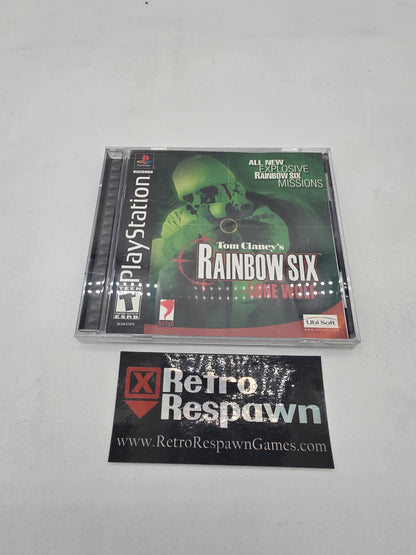 PlayStation
ALL NEW
EXPLOSIVE
RAINBOW SIX
MISSIONS
Tom Clancy's
RAINBOW SIX
LONE WOLF
TEEN
T
ESRB
Ubi Soft
X Retro
Respawn
www.RetroRespawnGames.com